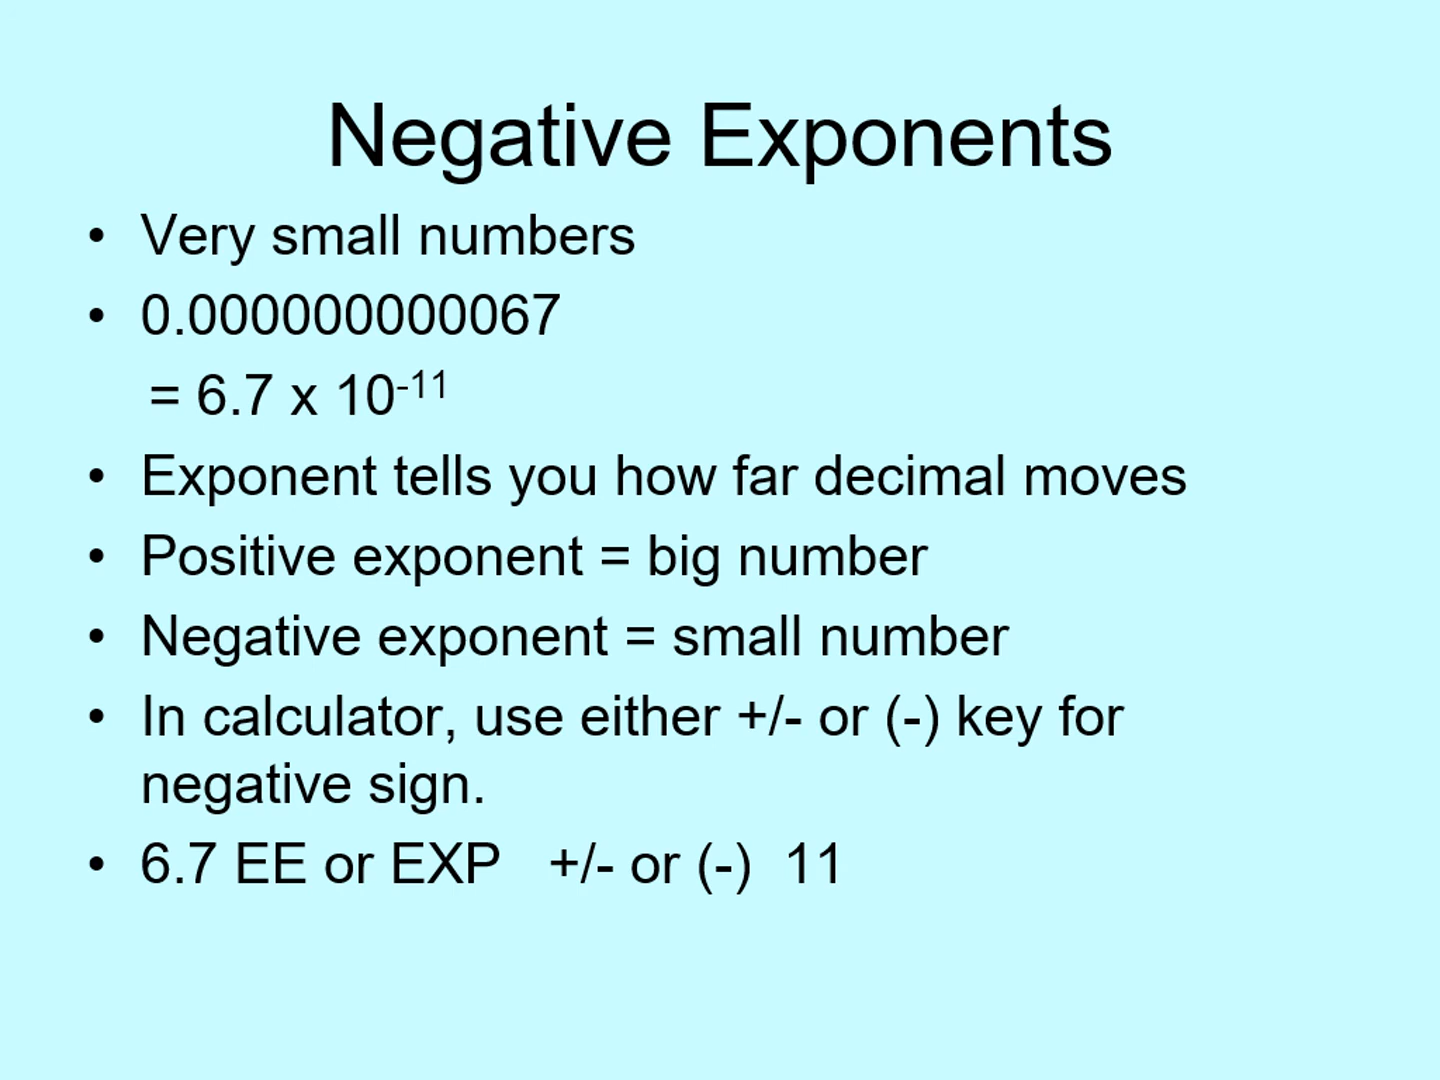 Negative Exponents
• Very small numbers
• 0.000000000067
= 6.7 x 10⁻¹¹
• Exponent tells you how far decimal moves
• Positive exponent = big number
• Negative exponent = small number
• In calculator, use either +/- or (-) key for
negative sign.
• 6.7 EE or EXP +/- or (-) 11